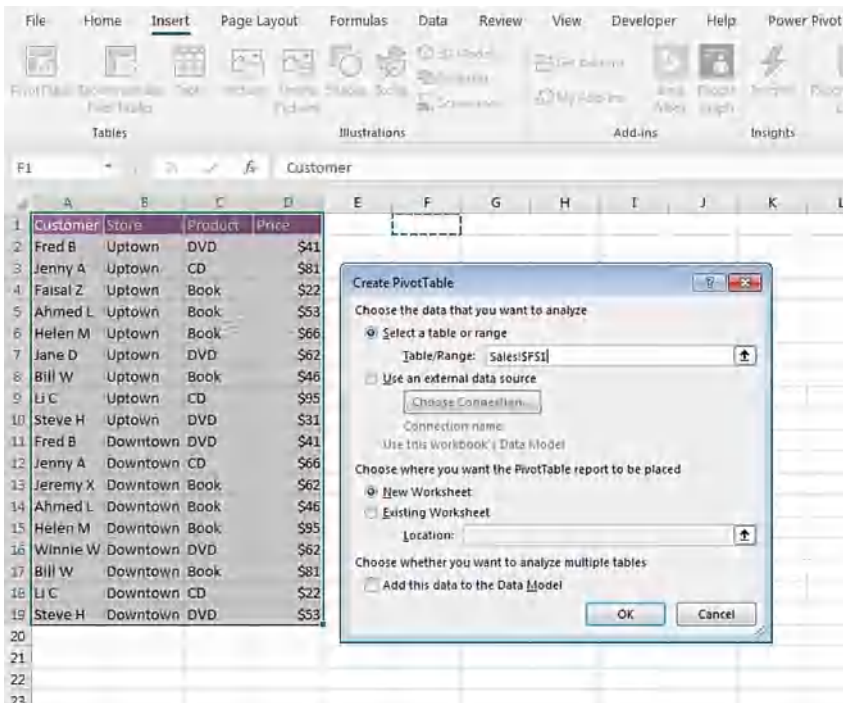 File Home Insert Page Layout Formulas Data Review View Developer Help Power Pivot
Tables Illustrations Add-ins Insights
F1 fx Customer
A B C D E F G H I J K L
1 Customer Store Product Price
2 Fred B Uptown DVD $41
3 Jenny A Uptown CD $81
4 Faisal Z Uptown Book $22
5 Ahmed L Uptown Book $53
6 Helen M Uptown Book $66
7 Jane D Uptown DVD $62
8 Bill W Uptown Book $46
9 Li C Uptown CD $95
10 Steve H Uptown DVD $31
11 Fred B Downtown DVD $41
12 Jenny A Downtown CD $66
13 Jeremy X Downtown Book $62
14 Ahmed L Downtown Book $46
15 Helen M Downtown Book $95
16 Winnie W Downtown DVD $62
17 Bill W Downtown Book $81
18 Li C Downtown CD $22
19 Steve H Downtown DVD $53
20
21
22
23
Create PivotTable
Choose the data that you want to analyze
Select a table or range
Table/Range: Sales!$F$1
Use an external data source
Choose Connection...
Connection name:
Use this workbook's Data Model
Choose where you want the PivotTable report to be placed
New Worksheet
Existing Worksheet
Location:
Choose whether you want to analyze multiple tables
Add this data to the Data Model
OK Cancel